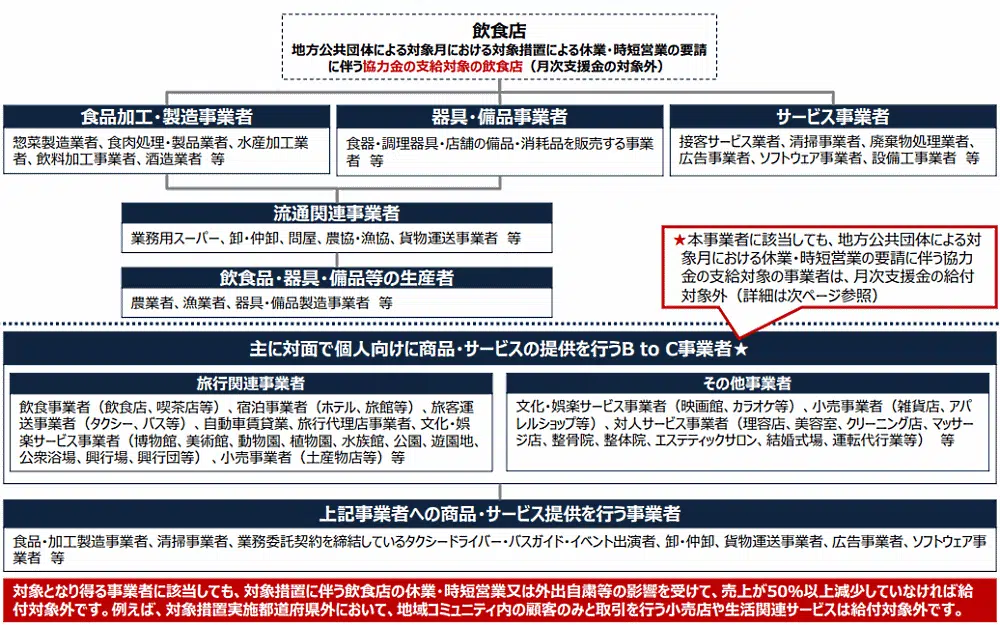 飲食店
地方公共団体による対象月における対象措置による休業・時短営業の要請
に伴う協力金の支給対象の飲食店（月次支援金の対象外）
食品加工・製造事業者
惣菜製造業者、食肉処理・製品業者、水産加工業
者、飲料加工事業者、酒造業者　等
器具・備品事業者
食器・調理器具・店舗の備品・消耗品を販売する事業
者　等
サービス事業者
接客サービス業者、清掃事業者、廃棄物処理業者、
広告事業者、ソフトウェア事業者、設備工事業者　等
流通関連事業者
業務用スーパー、卸・仲卸、問屋、農協・漁協、貨物運送事業者　等
飲食品・器具・備品等の生産者
農業者、漁業者、器具・備品製造事業者　等
★本事業者に該当しても、地方公共団体による対
象月における休業・時短営業の要請に伴う協力
金の支給対象の事業者は、月次支援金の給付
対象外（詳細は次ページ参照）
主に対面で個人向けに商品・サービスの提供を行うB to C事業者★
旅行関連事業者
飲食事業者（飲食店、喫茶店等）、宿泊事業者（ホテル、旅館等）、旅客運
送事業者（タクシー、バス等）、自動車賃貸業、旅行代理店事業者、文化・娯
楽サービス事業者（博物館、美術館、動物園、植物園、水族館、公園、遊園地、
公衆浴場、興行場、興行団等）、小売事業者（土産物店等）等
その他事業者
文化・娯楽サービス事業者（映画館、カラオケ等）、小売事業者（雑貨店、アパ
レルショップ等）、対人サービス事業者（理容店、美容室、クリーニング店、マッサー
ジ店、整骨院、整体院、エステティックサロン、結婚式場、運転代行業等）　等
上記事業者への商品・サービス提供を行う事業者
食品・加工製造事業者、清掃事業者、業務委託契約を締結しているタクシードライバー・バスガイド・イベント出演者、卸・仲卸、貨物運送事業者、広告事業者、ソフトウェア事
業者　等
対象となり得る事業者に該当しても、対象措置に伴う飲食店の休業・時短営業又は外出自粛等の影響を受けて、売上が50％以上減少していなければ給
付対象外です。例えば、対象措置実施都道府県外において、地域コミュニティ内の顧客のみと取引を行う小売店や生活関連サービスは給付対象外です。